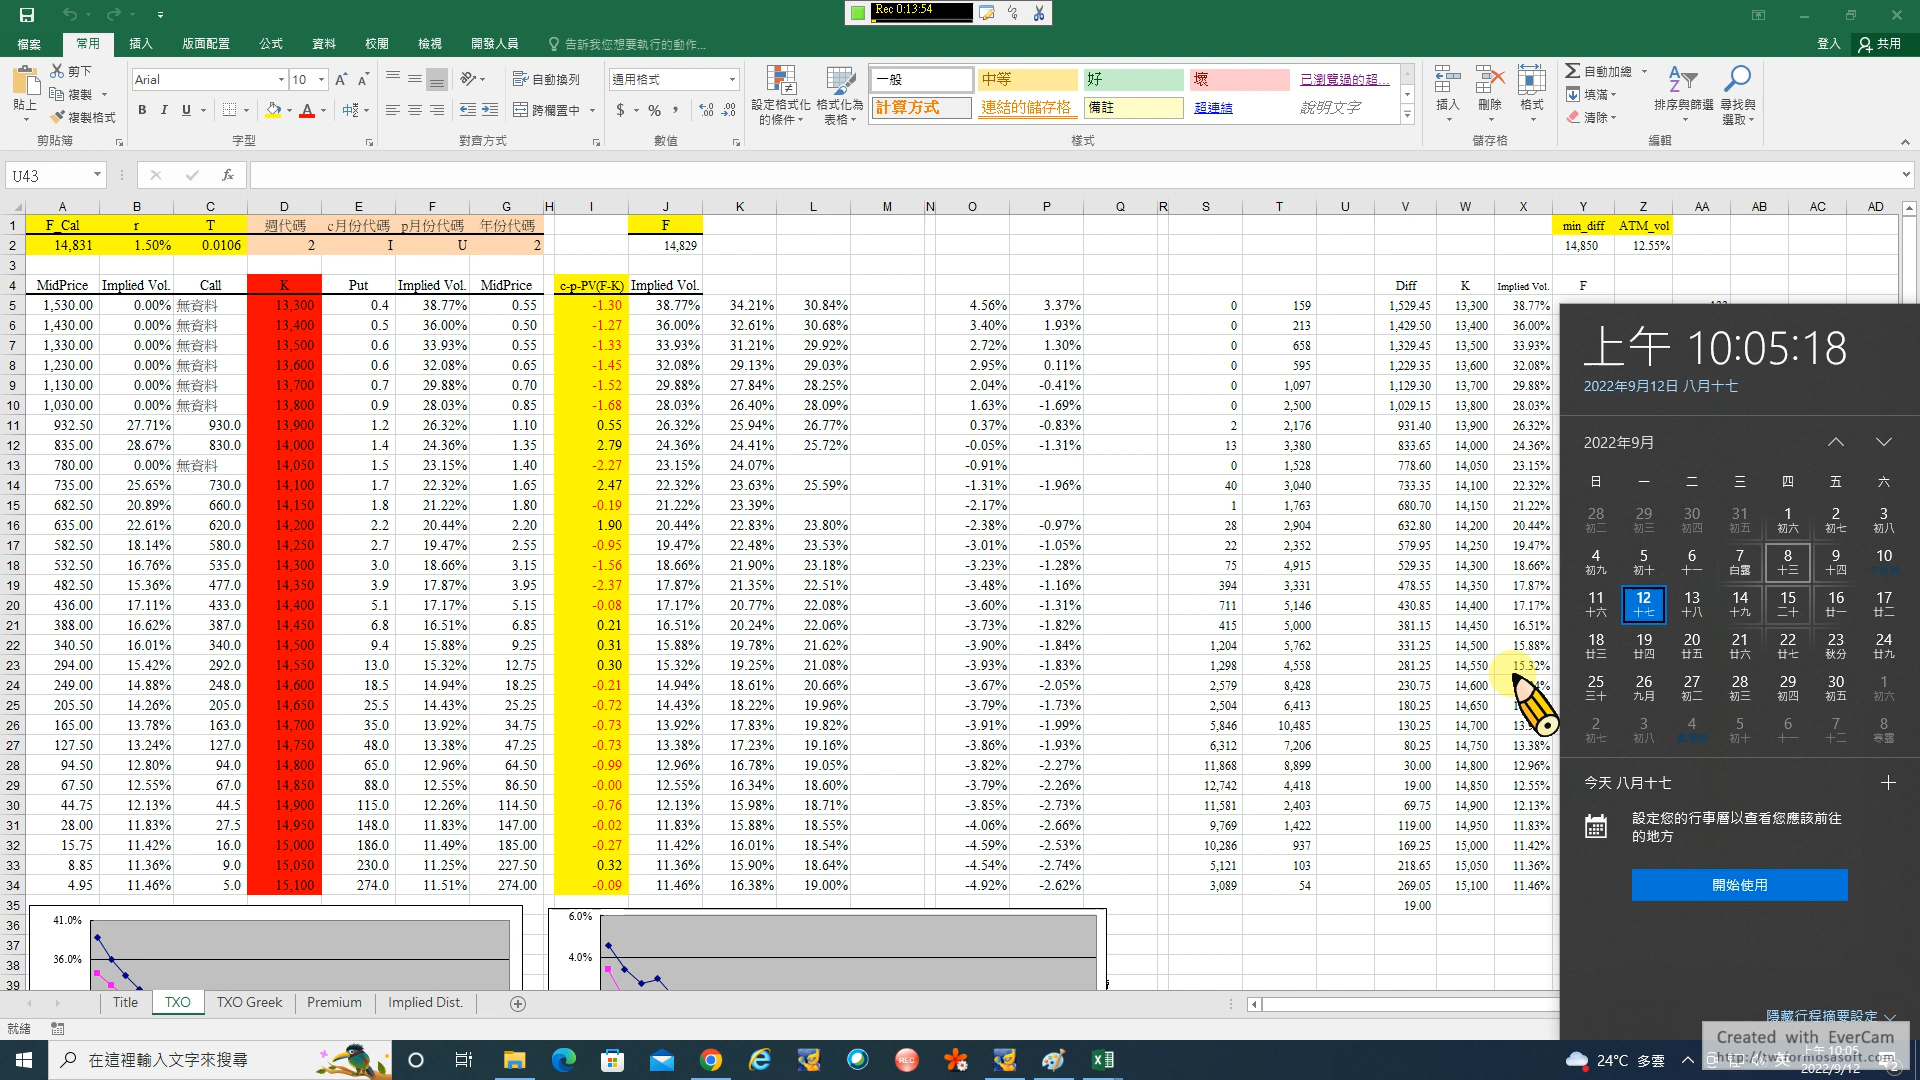 Rec 0:13:54
檔案 常用 插入 版面配置 公式 資料 校閱 檢視 開發人員 告訴我您想要執行的動作... 登入 共用
貼上 剪下 複製 複製格式 剪貼簿
Arial 10 字型
自動換列 跨欄置中 對齊方式
通用格式 數值
設定格式化的條件 格式化為表格
一般 中等 好 壞 已瀏覽過的超...
計算方式 連結的儲存格 備註 超連結 說明文字
樣式
插入 刪除 格式 儲存格
自動加總 填滿 清除 排序與篩選 尋找與選取 編輯
U43
A B C D E F G H I J K L M N O P Q R S T U V W X Y Z AA AB AC AD
1 F_Cal r T 週代碼 c月份代碼 p月份代碼 年份代碼 F min_diff ATM_vol
2 14,831 1.50% 0.0106 2 I U 2 14,829 14,850 12.55%
3
4 MidPrice Implied Vol. Call K Put Implied Vol. MidPrice c-p-PV(F-K) Implied Vol. Diff K Implied Vol. F
5 1,530.00 0.00% 無資料 13,300 0.4 38.77% 0.55 -1.30 38.77% 34.21% 30.84% 4.56% 3.37% 0 159 1,529.45 13,300 38.77%
6 1,430.00 0.00% 無資料 13,400 0.5 36.00% 0.50 -1.27 36.00% 32.61% 30.68% 3.40% 1.93% 0 213 1,429.50 13,400 36.00%
7 1,330.00 0.00% 無資料 13,500 0.6 33.93% 0.55 -1.33 33.93% 31.21% 29.92% 2.72% 1.30% 0 658 1,329.45 13,500 33.93%
8 1,230.00 0.00% 無資料 13,600 0.6 32.08% 0.65 -1.45 32.08% 29.13% 29.03% 2.95% 0.11% 0 595 1,229.35 13,600 32.08%
9 1,130.00 0.00% 無資料 13,700 0.7 29.88% 0.70 -1.52 29.88% 27.84% 28.25% 2.04% -0.41% 0 1,097 1,129.30 13,700 29.88%
10 1,030.00 0.00% 無資料 13,800 0.9 28.03% 0.85 -1.68 28.03% 26.40% 28.09% 1.63% -1.69% 0 2,500 1,029.15 13,800 28.03%
11 932.50 27.71% 930.0 13,900 1.2 26.32% 1.10 0.55 26.32% 25.94% 26.77% 0.37% -0.83% 2 2,176 931.40 13,900 26.32%
12 835.00 28.67% 830.0 14,000 1.4 24.36% 1.35 2.79 24.36% 24.41% 25.72% -0.05% -1.31% 13 3,380 833.65 14,000 24.36%
13 780.00 0.00% 無資料 14,050 1.5 23.15% 1.40 -2.27 23.15% 24.07% -0.91% 0 1,528 778.60 14,050 23.15%
14 735.00 25.65% 730.0 14,100 1.7 22.32% 1.65 2.47 22.32% 23.63% 25.59% -1.31% -1.96% 40 3,040 733.35 14,100 22.32%
15 682.50 20.89% 660.0 14,150 1.8 21.22% 1.80 -0.19 21.22% 23.39% -2.17% 1 1,763 680.70 14,150 21.22%
16 635.00 22.61% 620.0 14,200 2.2 20.44% 2.20 1.90 20.44% 22.83% 23.80% -2.38% -0.97% 28 2,904 632.80 14,200 20.44%
17 582.50 18.14% 580.0 14,250 2.7 19.47% 2.55 -0.95 19.47% 22.48% 23.53% -3.01% -1.05% 22 2,352 579.95 14,250 19.47%
18 532.50 16.76% 535.0 14,300 3.0 18.66% 3.15 -1.56 18.66% 21.90% 23.18% -3.23% -1.28% 75 4,915 529.35 14,300 18.66%
19 482.50 15.36% 477.0 14,350 3.9 17.87% 3.95 -2.37 17.87% 21.35% 22.51% -3.48% -1.16% 394 3,331 478.55 14,350 17.87%
20 436.00 17.11% 433.0 14,400 5.1 17.17% 5.15 -0.08 17.17% 20.77% 22.08% -3.60% -1.31% 711 5,146 430.85 14,400 17.17%
21 388.00 16.62% 387.0 14,450 6.8 16.51% 6.85 0.21 16.51% 20.24% 22.06% -3.73% -1.82% 415 5,000 381.15 14,450 16.51%
22 340.50 16.01% 340.0 14,500 9.4 15.88% 9.25 0.31 15.88% 19.78% 21.62% -3.90% -1.84% 1,204 5,762 331.25 14,500 15.88%
23 294.00 15.42% 292.0 14,550 13.0 15.32% 12.75 0.30 15.32% 19.25% 21.08% -3.93% -1.83% 1,298 4,558 281.25 14,550 15.32%
24 249.00 14.88% 248.0 14,600 18.5 14.94% 18.25 -0.21 14.94% 18.61% 20.66% -3.67% -2.05% 2,579 8,428 230.75 14,600
25 205.50 14.26% 205.0 14,650 25.5 14.43% 25.25 -0.72 14.43% 18.22% 19.96% -3.79% -1.73% 2,504 6,413 180.25 14,650
26 165.00 13.78% 163.0 14,700 35.0 13.92% 34.75 -0.73 13.92% 17.83% 19.82% -3.91% -1.99% 5,846 10,485 130.25 14,700
27 127.50 13.24% 127.0 14,750 48.0 13.38% 47.25 -0.73 13.38% 17.23% 19.16% -3.86% -1.93% 6,312 7,206 80.25 14,750 13.38%
28 94.50 12.80% 94.0 14,800 65.0 12.96% 64.50 -0.99 12.96% 16.78% 19.05% -3.82% -2.27% 11,868 8,899 30.00 14,800 12.96%
29 67.50 12.55% 67.0 14,850 88.0 12.55% 86.50 -0.00 12.55% 16.34% 18.60% -3.79% -2.26% 12,742 4,418 19.00 14,850 12.55%
30 44.75 12.13% 44.5 14,900 115.0 12.26% 114.50 -0.76 12.13% 15.98% 18.71% -3.85% -2.73% 11,581 2,403 69.75 14,900 12.13%
31 28.00 11.83% 27.5 14,950 148.0 11.83% 147.00 -0.02 11.83% 15.88% 18.55% -4.06% -2.66% 9,769 1,422 119.00 14,950 11.83%
32 15.75 11.42% 16.0 15,000 186.0 11.49% 185.00 -0.27 11.42% 16.01% 18.54% -4.59% -2.53% 10,286 937 169.25 15,000 11.42%
33 8.85 11.36% 9.0 15,050 230.0 11.25% 227.50 0.32 11.36% 15.90% 18.64% -4.54% -2.74% 5,121 103 218.65 15,050 11.36%
34 4.95 11.46% 5.0 15,100 274.0 11.51% 274.00 -0.09 11.46% 16.38% 19.00% -4.92% -2.62% 3,089 54 269.05 15,100 11.46%
35 19.00
36
37
38
39
41.0%
36.0%
6.0%
4.0%
上午 10:05:18
2022年9月12日 八月十七
2022年9月
日 一 二 三 四 五 六
28 29 30 31 1 2 3
初二 初三 初四 初五 初六 初七 初八
4 5 6 7 8 9 10
初九 初十 十一 白露 十三 十四
11 12 13 14 15 16 17
十六 十七 十八 十九 二十 廿一 廿二
18 19 20 21 22 23 24
廿三 廿四 廿五 廿六 廿七 秋分 廿九
25 26 27 28 29 30 1
三十 九月 初二 初三 初四 初五 初六
2 3 4 5 6 7 8
初七 初八 初十 十一 十二 寒露
今天 八月十七
設定您的行事曆以查看您應該前往
的地方
開始使用
隱藏行程摘要設定
Title TXO TXO Greek Premium Implied Dist.
就緒
在這裡輸入文字來搜尋
24°C 多雲
上午 10:05
2022/9/12
Created with EverCam
http://twformosasoft.com/